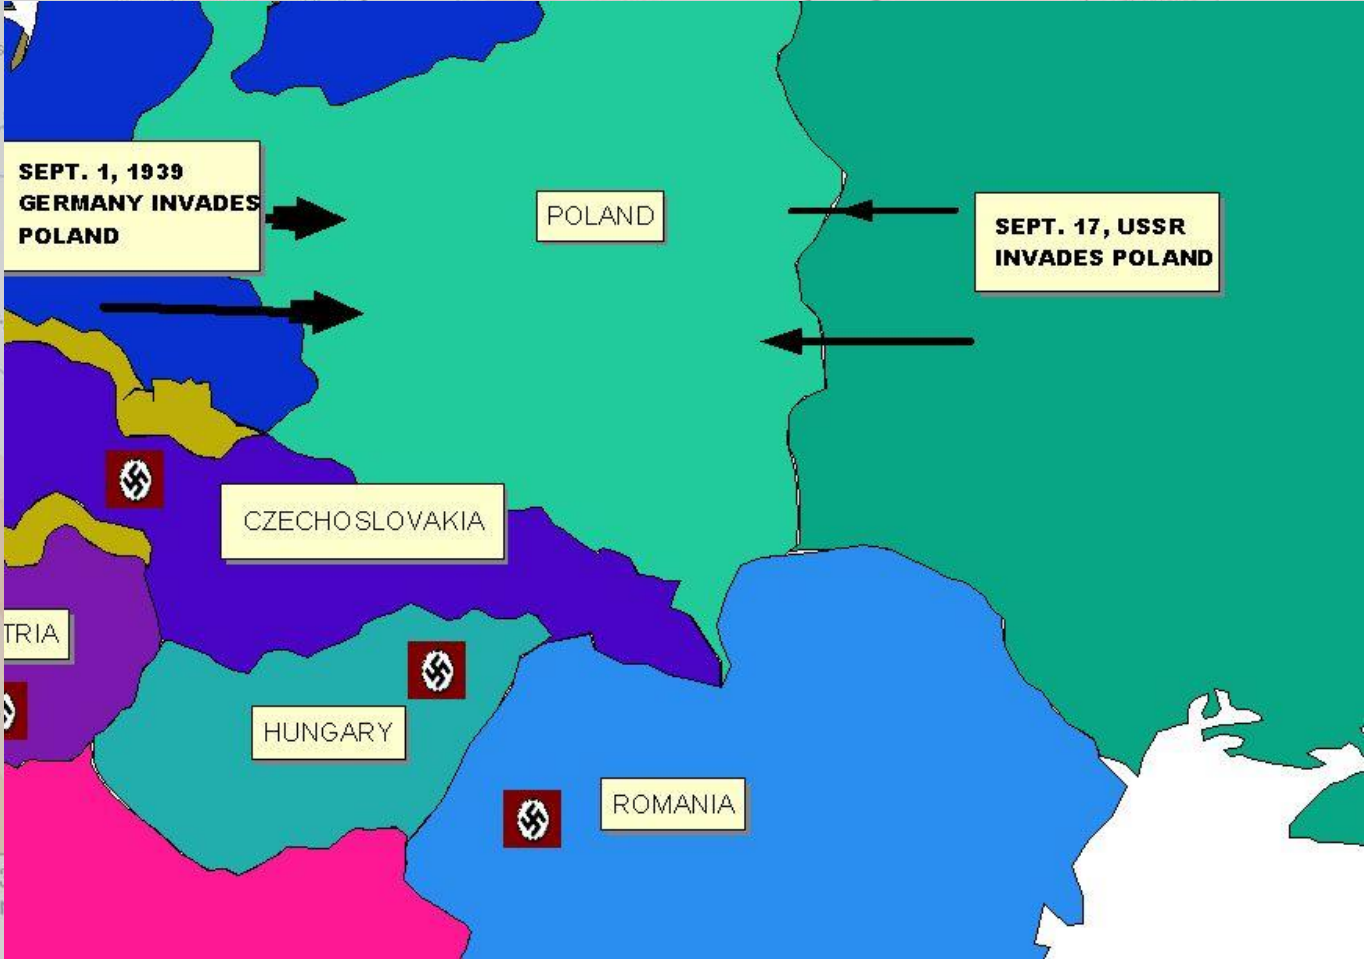 SEPT. 1, 1939
GERMANY INVADES
POLAND
POLAND
SEPT. 17, USSR
INVADES POLAND
CZECHOSLOVAKIA
TRIA
HUNGARY
ROMANIA